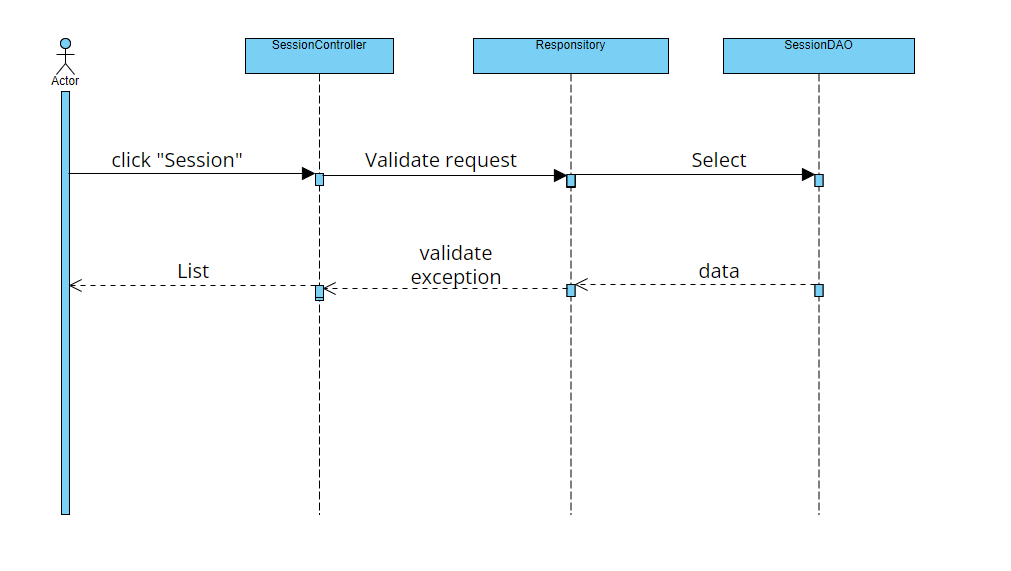 SessionController
Responsitory
SessionDAO
Actor
click "Session"
Validate request
Select
validate
exception
List
data